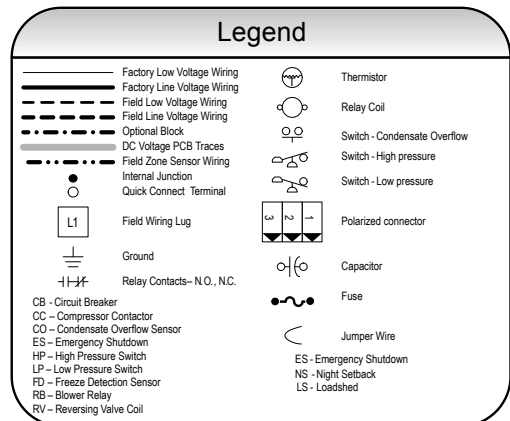 Legend
Factory Low Voltage Wiring
Factory Line Voltage Wiring
Field Low Voltage Wiring
Field Line Voltage Wiring
Optional Block
DC Voltage PCB Traces
Field Zone Sensor Wiring
Internal Junction
Quick Connect Terminal
L1
Field Wiring Lug
Ground
Relay Contacts– N.O., N.C.
CB - Circuit Breaker
CC – Compressor Contactor
CO – Condensate Overflow Sensor
ES – Emergency Shutdown
HP – High Pressure Switch
LP – Low Pressure Switch
FD – Freeze Detection Sensor
RB – Blower Relay
RV – Reversing Valve Coil
Thermistor
Relay Coil
Switch - Condensate Overflow
Switch - High pressure
Switch - Low pressure
3 2 1
Polarized connector
Capacitor
Fuse
Jumper Wire
ES - Emergency Shutdown
NS - Night Setback
LS - Loadshed